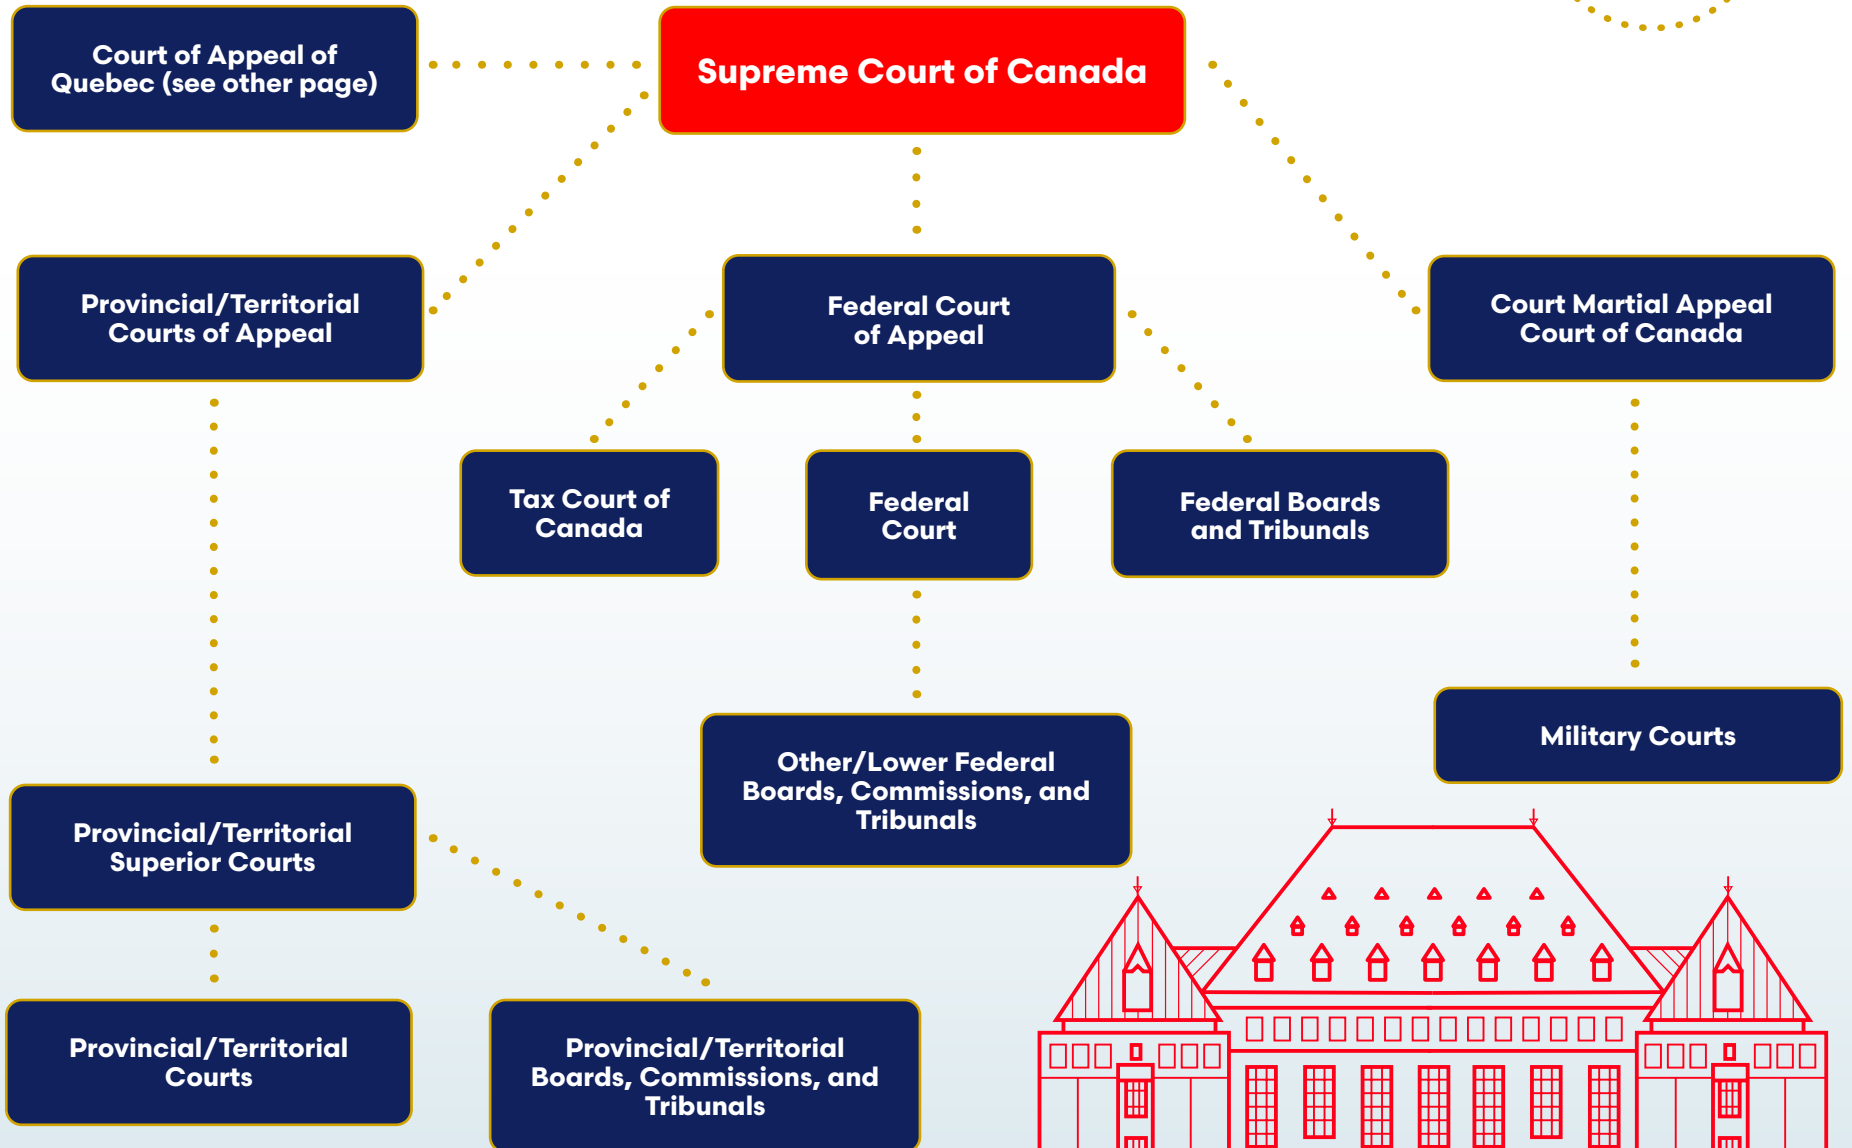 Court of Appeal of
Quebec (see other page)
Supreme Court of Canada
Provincial/Territorial
Courts of Appeal
Federal Court
of Appeal
Court Martial Appeal
Court of Canada
Tax Court of
Canada
Federal
Court
Federal Boards
and Tribunals
Other/Lower Federal
Boards, Commissions, and
Tribunals
Military Courts
Provincial/Territorial
Superior Courts
Provincial/Territorial
Courts
Provincial/Territorial
Boards, Commissions, and
Tribunals